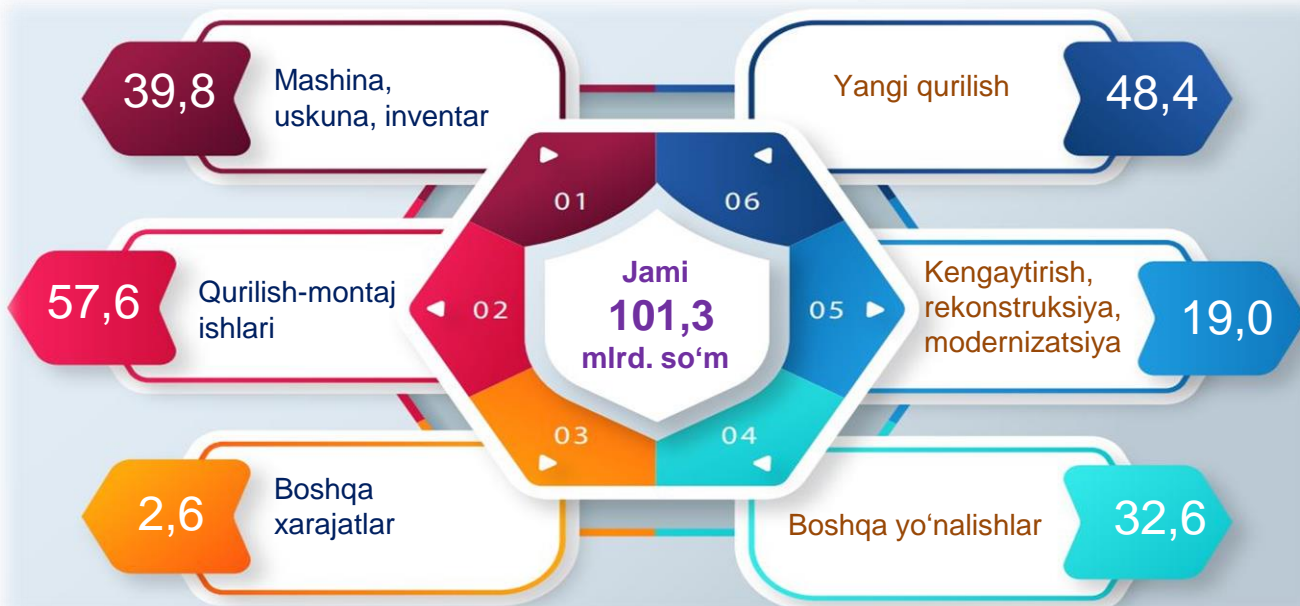 39,8
Mashina,
uskuna, inventar
Yangi qurilish
48,4
01
06
57,6
Qurilish-montaj
ishlari
02
Jami
101,3
mlrd. so‘m
05
Kengaytirish,
rekonstruksiya,
modernizatsiya
19,0
03
04
2,6
Boshqa
xarajatlar
Boshqa yo‘nalishlar
32,6